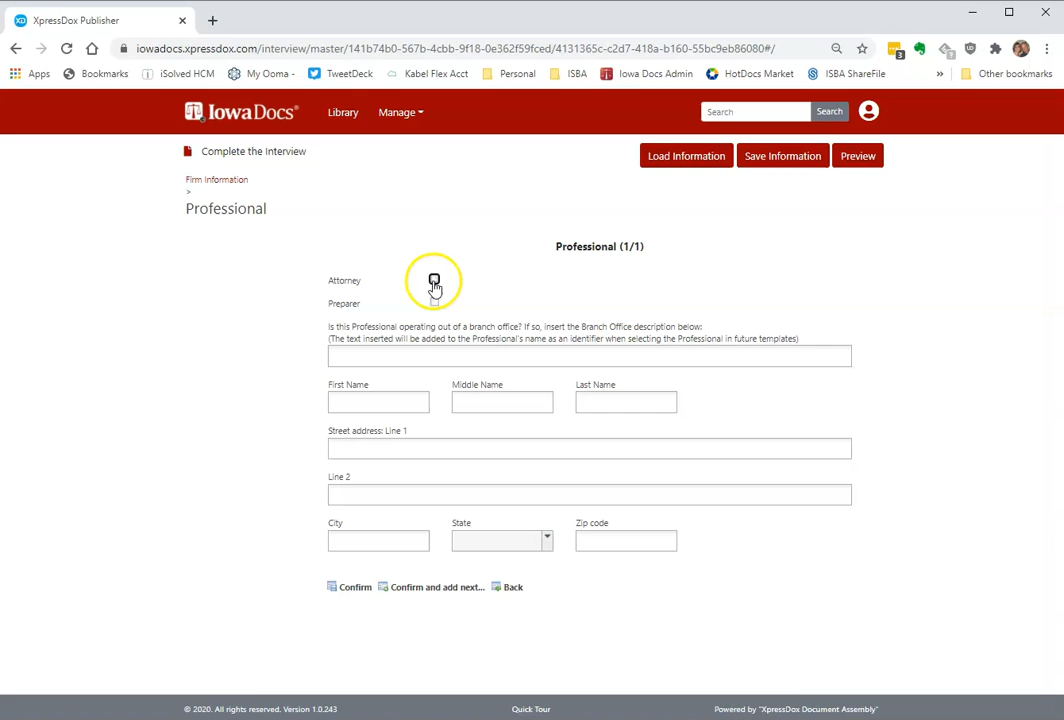 XpressDox Publisher
iowadocs.xpressdox.com/interview/master/141b74b0-567b-4cbb-9f18-0e362f59fced/4131365c-c2d7-418a-b160-55bc9eb86080#/
Apps Bookmarks iSolved HCM My Ooma - TweetDeck Kabel Flex Acct Personal ISBA Iowa Docs Admin HotDocs Market ISBA ShareFile » Other bookmarks
IowaDocs® Library Manage Search Search
Complete the Interview Load Information Save Information Preview
Firm Information
>
Professional
Professional (1/1)
Attorney
Preparer
Is this Professional operating out of a branch office? If so, insert the Branch Office description below:
(The text inserted will be added to the Professional's name as an identifier when selecting the Professional in future templates)
First Name Middle Name Last Name
Street address: Line 1
Line 2
City State Zip code
Confirm Confirm and add next... Back
© 2020. All rights reserved. Version 1.0.243 Quick Tour Powered by "XpressDox Document Assembly"